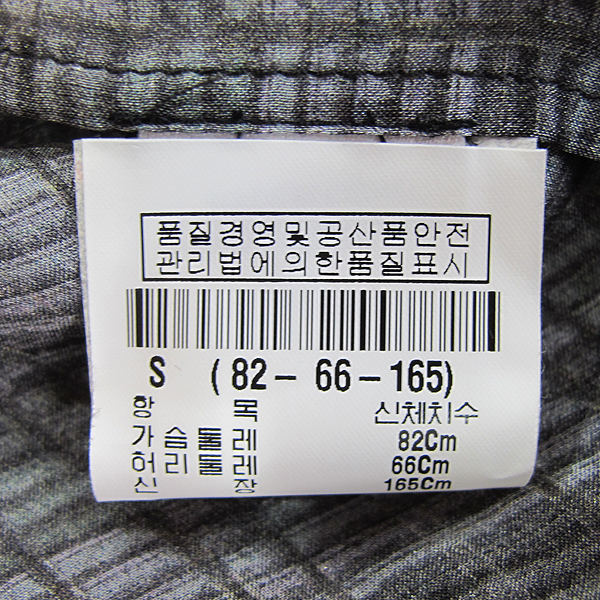 품질경영및공산품안전
관리법에의한품질표시
S (82-66-165)
항 목 신체치수
가슴둘레 82Cm
허리둘레 66Cm
신 장 165Cm